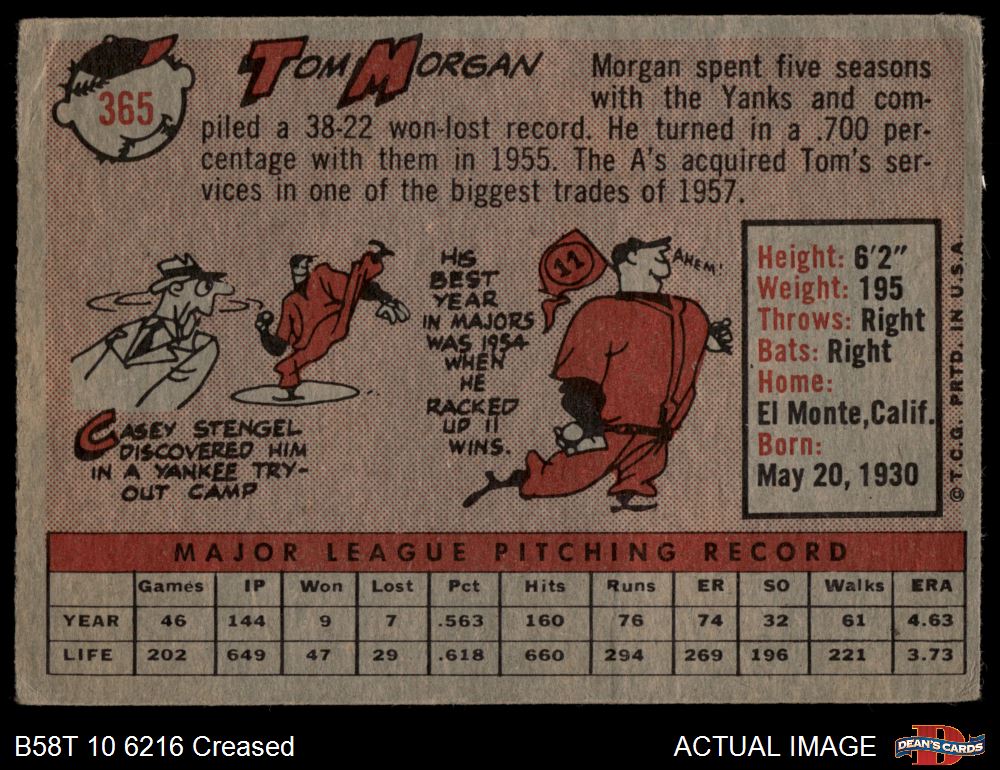 365
TOM MORGAN
Morgan spent five seasons
with the Yanks and com-
piled a 38-22 won-lost record. He turned in a .700 per-
centage with them in 1955. The A's acquired Tom's ser-
vices in one of the biggest trades of 1957.
CASEY STENGEL
DISCOVERED HIM
IN A YANKEE TRY-
OUT CAMP
HIS
BEST
YEAR
IN MAJORS
WAS 1954
WHEN
HE
RACKED
UP 11
WINS.
11
AHEM!
Height: 6'2"
Weight: 195
Throws: Right
Bats: Right
Home:
El Monte, Calif.
Born:
May 20, 1930
© T.C.G. PRTD. IN U.S.A.
MAJOR LEAGUE PITCHING RECORD
Games IP Won Lost Pct Hits Runs ER SO Walks ERA
YEAR 46 144 9 7 .563 160 76 74 32 61 4.63
LIFE 202 649 47 29 .618 660 294 269 196 221 3.73
B58T 10 6216 Creased
ACTUAL IMAGE
DEAN'S CARDS